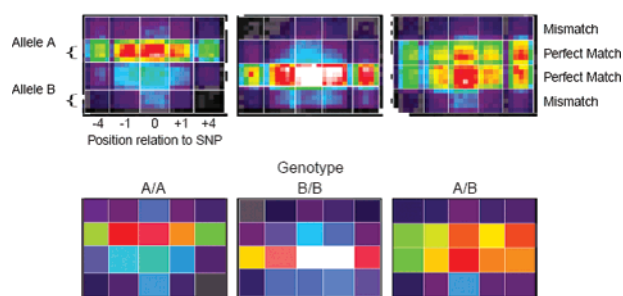 Allele A
Allele B
Mismatch
Perfect Match
Perfect Match
Mismatch
-4 -1 0 +1 +4
Position relation to SNP
Genotype
A/A B/B A/B